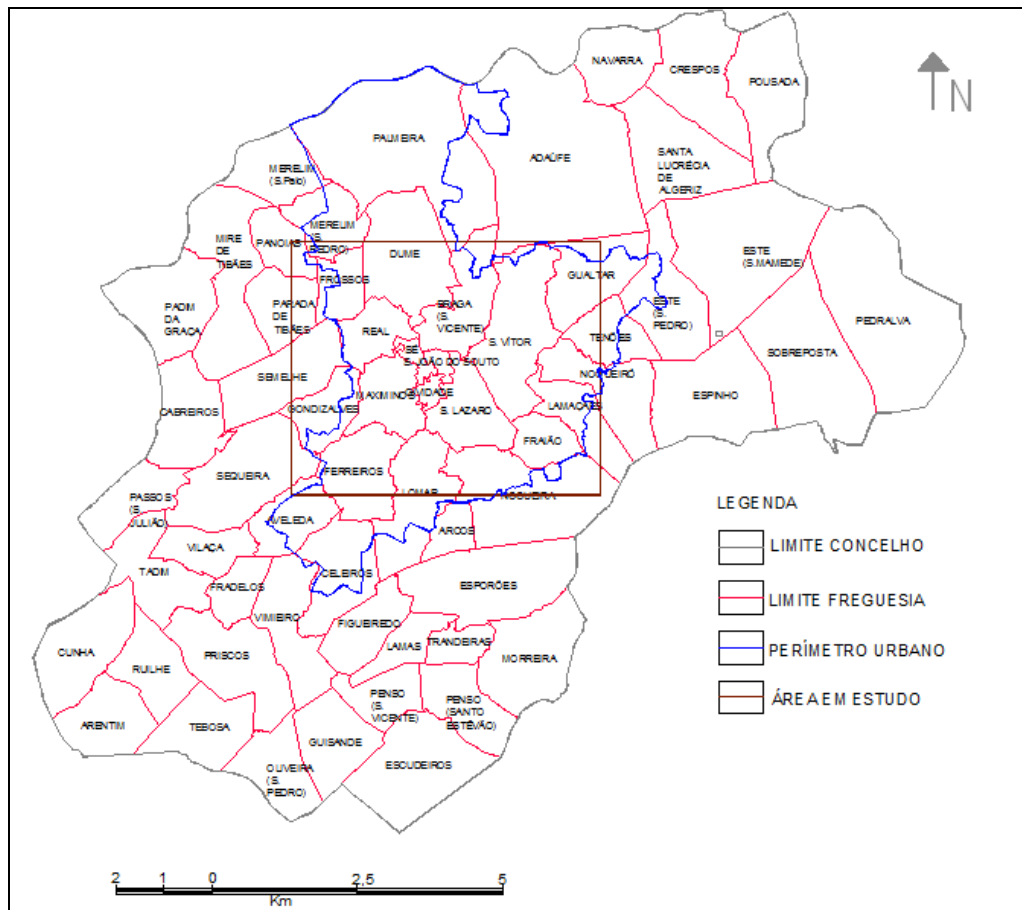 NAVARRA
CRESPOS
POUSADA
N
PALMEIRA
ADAÚFE
SANTA
LUCRÉCIA
DE
ALGERIZ
MERELIM
(S.Paio)
MERELIM
(S.
PEDRO)
MIRE
DE
TIBÃES
PANOIAS
DUME
GUALTAR
ESTE
(S.MAMEDE)
FROSSOS
PADIM
DA
GRAÇA
PARADA
DE
TIBÃES
BRAGA
(S.
VICENTE)
ESTE
(S.
PEDRO)
PEDRALVA
REAL
S. VÍTOR
TENÕES
SÉ
S. JOÃO DO SOUTO
SOBREPOSTA
SEMELHE
NOGUEIRÓ
MAXIMINOS
CIVIDADE
ESPINHO
CABREIROS
GONDIZALVES
S. LAZARO
LAMAÇÃES
FRAIÃO
SEQUEIRA
FERREIROS
LOMAR
NOGUEIRA
PASSOS
(S.
JULIÃO)
AVELEDA
ARCOS
VILAÇA
TADIM
CELEIROS
ESPORÕES
FRADELOS
VIMIEIRO
FIGUEIREDO
LAMAS
TRANDEIRAS
MORREIRA
CUNHA
RUILHE
PRISCOS
PENSO
(S.
VICENTE)
PENSO
(SANTO
ESTÊVÃO)
ARENTIM
TEBOSA
GUISANDE
ESCUDEIROS
OLIVEIRA
(S.
PEDRO)
LEGENDA
LIMITE CONCELHO
LIMITE FREGUESIA
PERÍMETRO URBANO
ÁREA EM ESTUDO
2 1 0 2,5 5
Km